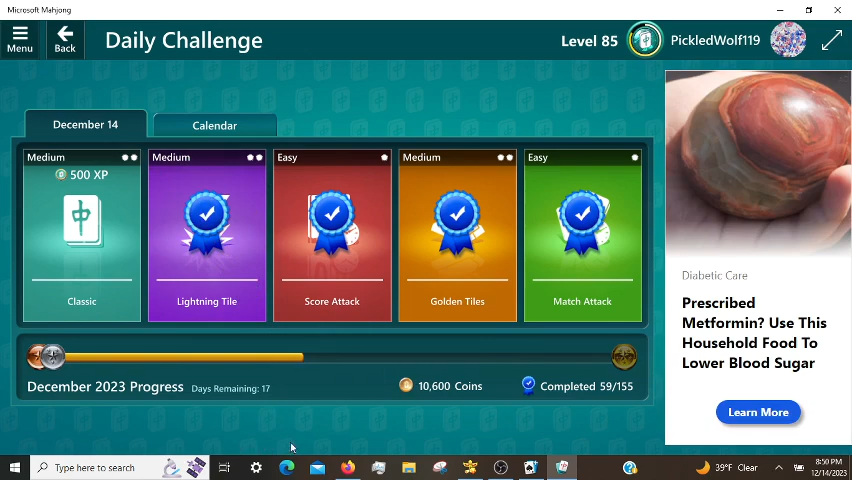 Microsoft Mahjong
Menu
Back
Daily Challenge
Level 85
中
PickledWolf119
December 14
Calendar
Medium
500 XP
中
Classic
Medium
Lightning Tile
Easy
Score Attack
Medium
Golden Tiles
Easy
Match Attack
December 2023 Progress
Days Remaining: 17
10,600 Coins
Completed 59/155
Diabetic Care
Prescribed
Metformin? Use This
Household Food To
Lower Blood Sugar
Learn More
Type here to search
39°F Clear
8:50 PM
12/14/2023